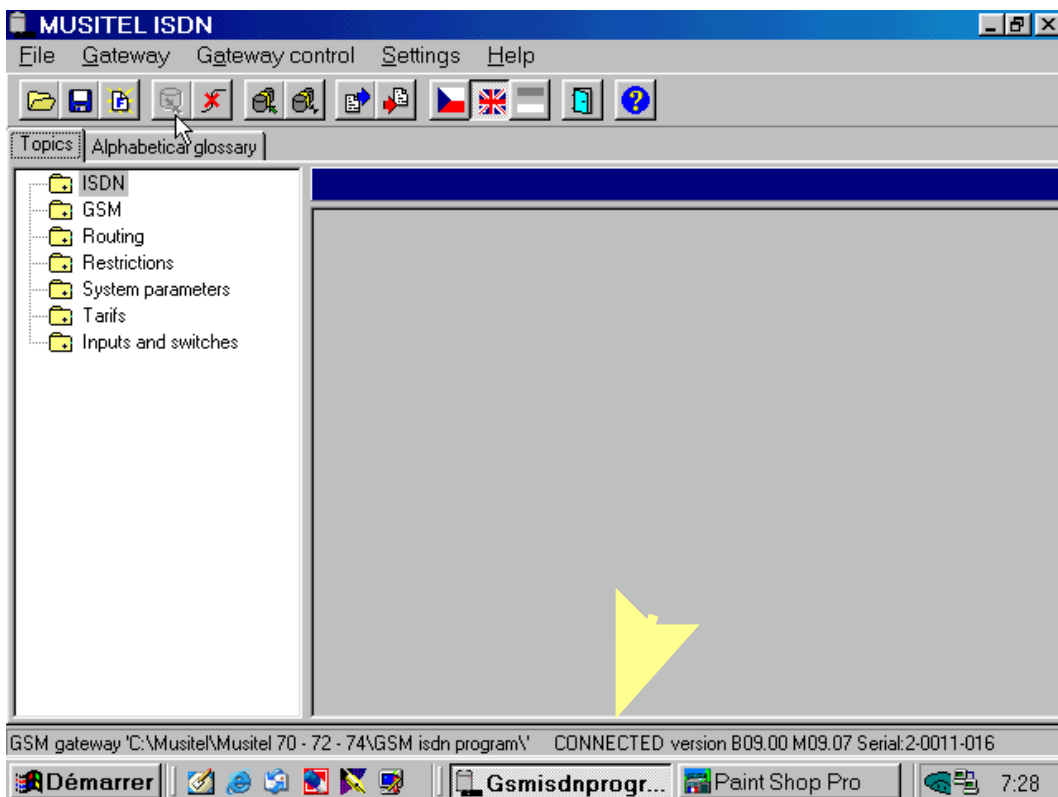 MUSITEL ISDN
File Gateway Gateway control Settings Help
Topics Alphabetical glossary
ISDN
GSM
Routing
Restrictions
System parameters
Tarifs
Inputs and switches
GSM gateway 'C:\Musitel\Musitel 70 - 72 - 74\GSM isdn program\' CONNECTED version B09.00 M09.07 Serial:2-0011-016
Démarrer Gsmisdnprogr... Paint Shop Pro 7:28